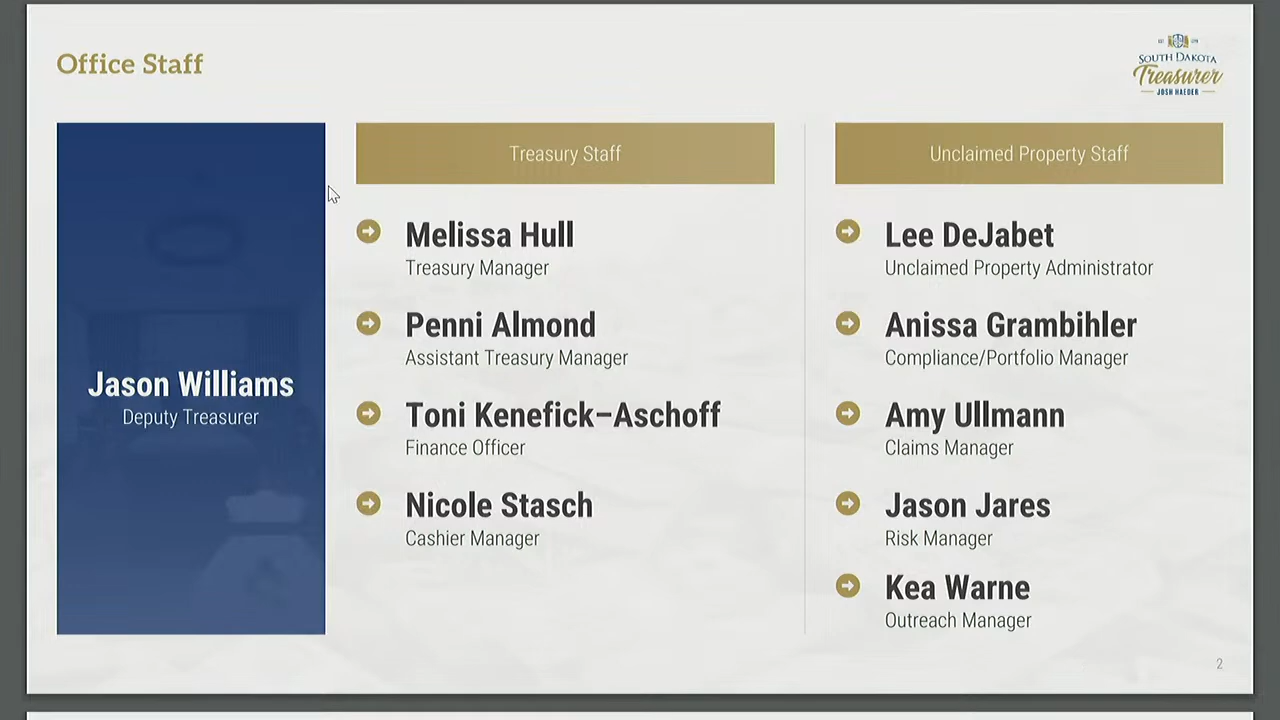 Office Staff
SOUTH DAKOTA
Treasurer
JOSH HAEDER
Jason Williams
Deputy Treasurer
Treasury Staff
Melissa Hull
Treasury Manager
Penni Almond
Assistant Treasury Manager
Toni Kenefick–Aschoff
Finance Officer
Nicole Stasch
Cashier Manager
Unclaimed Property Staff
Lee DeJabet
Unclaimed Property Administrator
Anissa Grambihler
Compliance/Portfolio Manager
Amy Ullmann
Claims Manager
Jason Jares
Risk Manager
Kea Warne
Outreach Manager
2